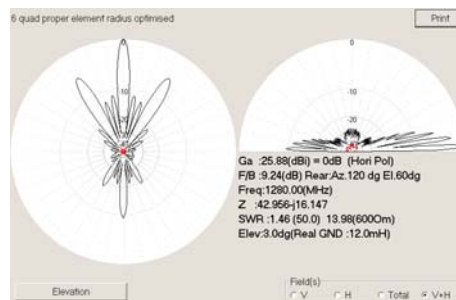 6 quad proper element radius optimised
Print
0
-10
-20
0
-10
-20
Ga :25.88(dBi) = 0dB (Hori Pol)
F/B :9.24(dB) Rear:Az.120 dg El.60dg
Freq:1280.00(MHz)
Z :42.956-j16.147
SWR :1.46 (50.0) 13.98(600Om)
Elev:3.0dg(Real GND :12.0mH)
Elevation
Field(s)
V H Total V+H